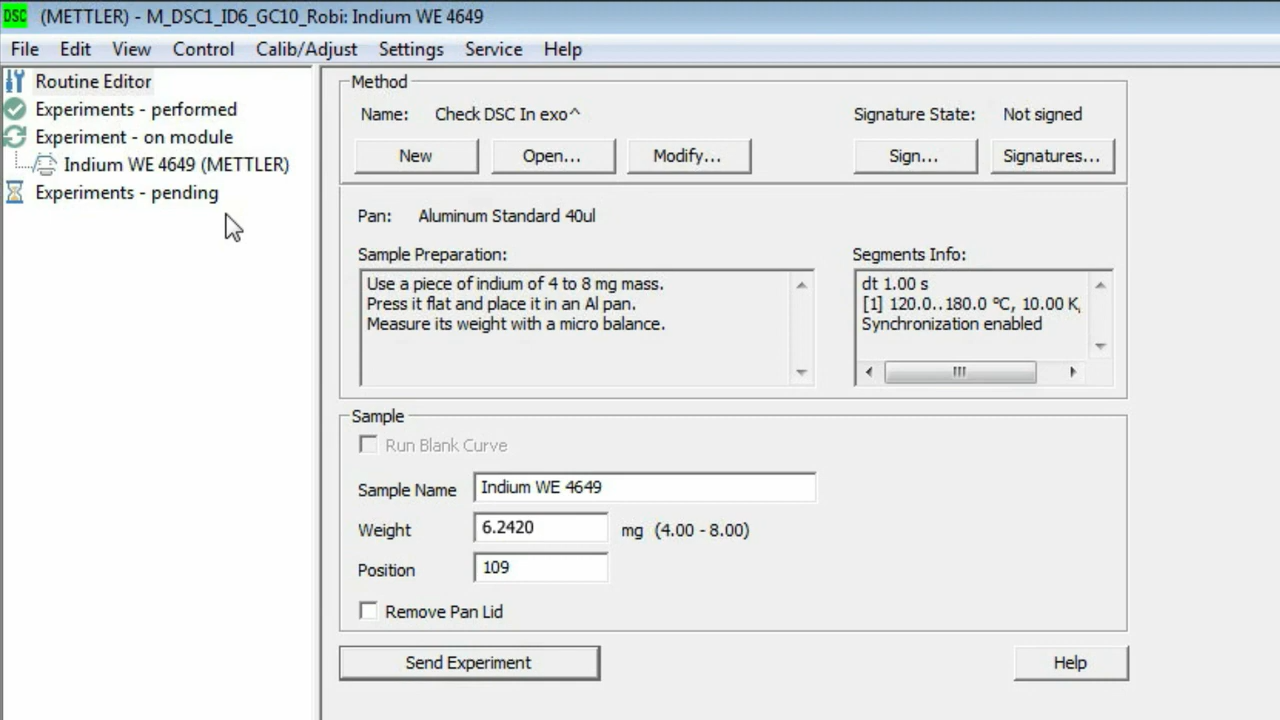 DSC (METTLER) - M_DSC1_ID6_GC10_Robi: Indium WE 4649
File Edit View Control Calib/Adjust Settings Service Help
Routine Editor
Experiments - performed
Experiment - on module
Indium WE 4649 (METTLER)
Experiments - pending
Method
Name: Check DSC In exo^ Signature State: Not signed
New Open... Modify... Sign... Signatures...
Pan: Aluminum Standard 40ul
Sample Preparation:
Use a piece of indium of 4 to 8 mg mass.
Press it flat and place it in an Al pan.
Measure its weight with a micro balance.
Segments Info:
dt 1.00 s
[1] 120.0..180.0 °C, 10.00 K,
Synchronization enabled
Sample
Run Blank Curve
Sample Name Indium WE 4649
Weight 6.2420 mg (4.00 - 8.00)
Position 109
Remove Pan Lid
Send Experiment Help